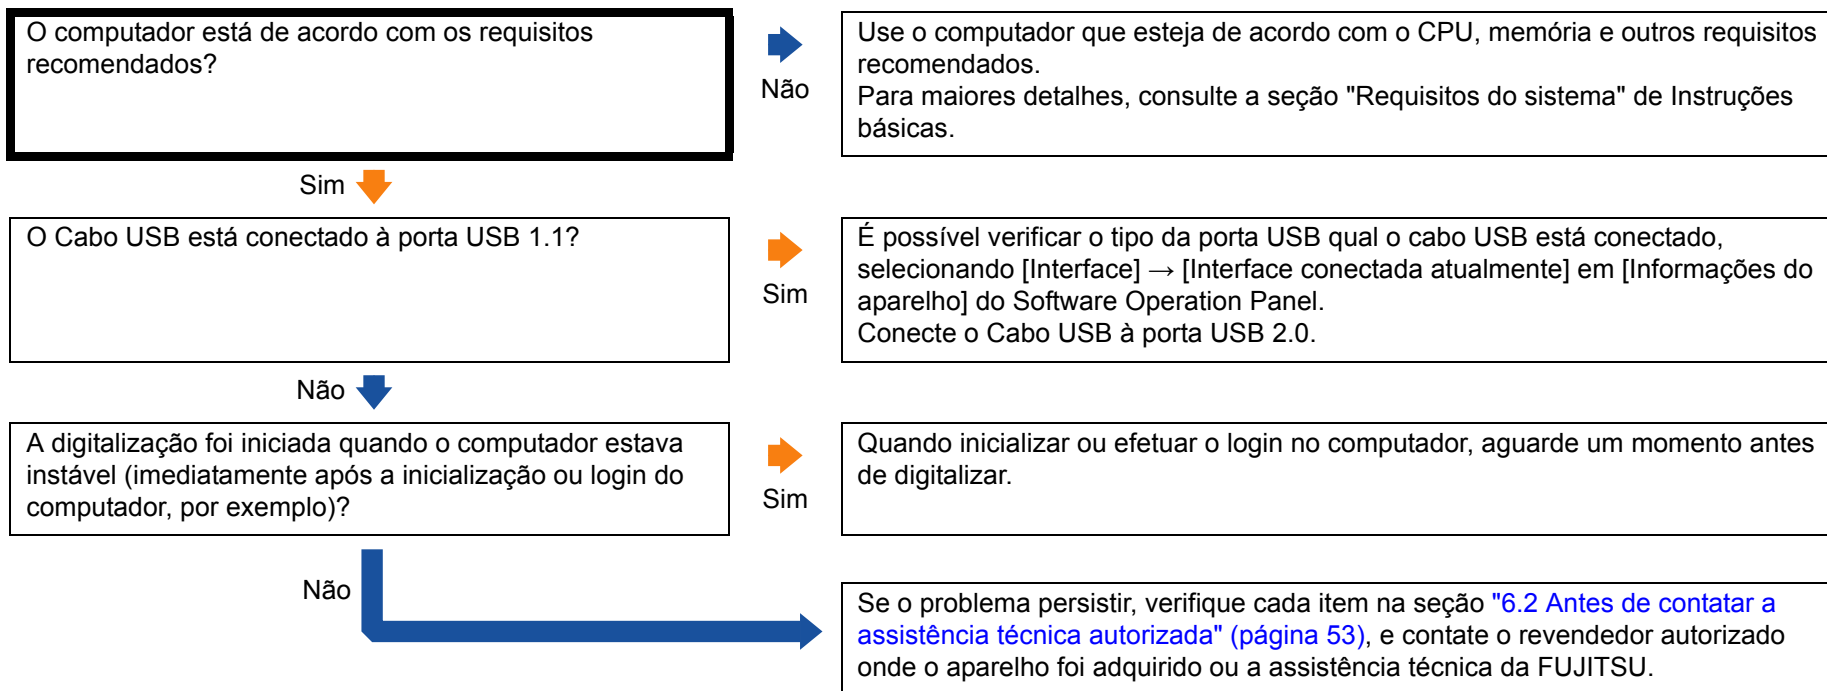 O computador está de acordo com os requisitos
recomendados?
Não
Use o computador que esteja de acordo com o CPU, memória e outros requisitos
recomendados.
Para maiores detalhes, consulte a seção "Requisitos do sistema" de Instruções
básicas.
Sim
O Cabo USB está conectado à porta USB 1.1?
Sim
É possível verificar o tipo da porta USB qual o cabo USB está conectado,
selecionando [Interface] → [Interface conectada atualmente] em [Informações do
aparelho] do Software Operation Panel.
Conecte o Cabo USB à porta USB 2.0.
Não
A digitalização foi iniciada quando o computador estava
instável (imediatamente após a inicialização ou login do
computador, por exemplo)?
Sim
Quando inicializar ou efetuar o login no computador, aguarde um momento antes
de digitalizar.
Não
Se o problema persistir, verifique cada item na seção "6.2 Antes de contatar a
assistência técnica autorizada" (página 53), e contate o revendedor autorizado
onde o aparelho foi adquirido ou a assistência técnica da FUJITSU.